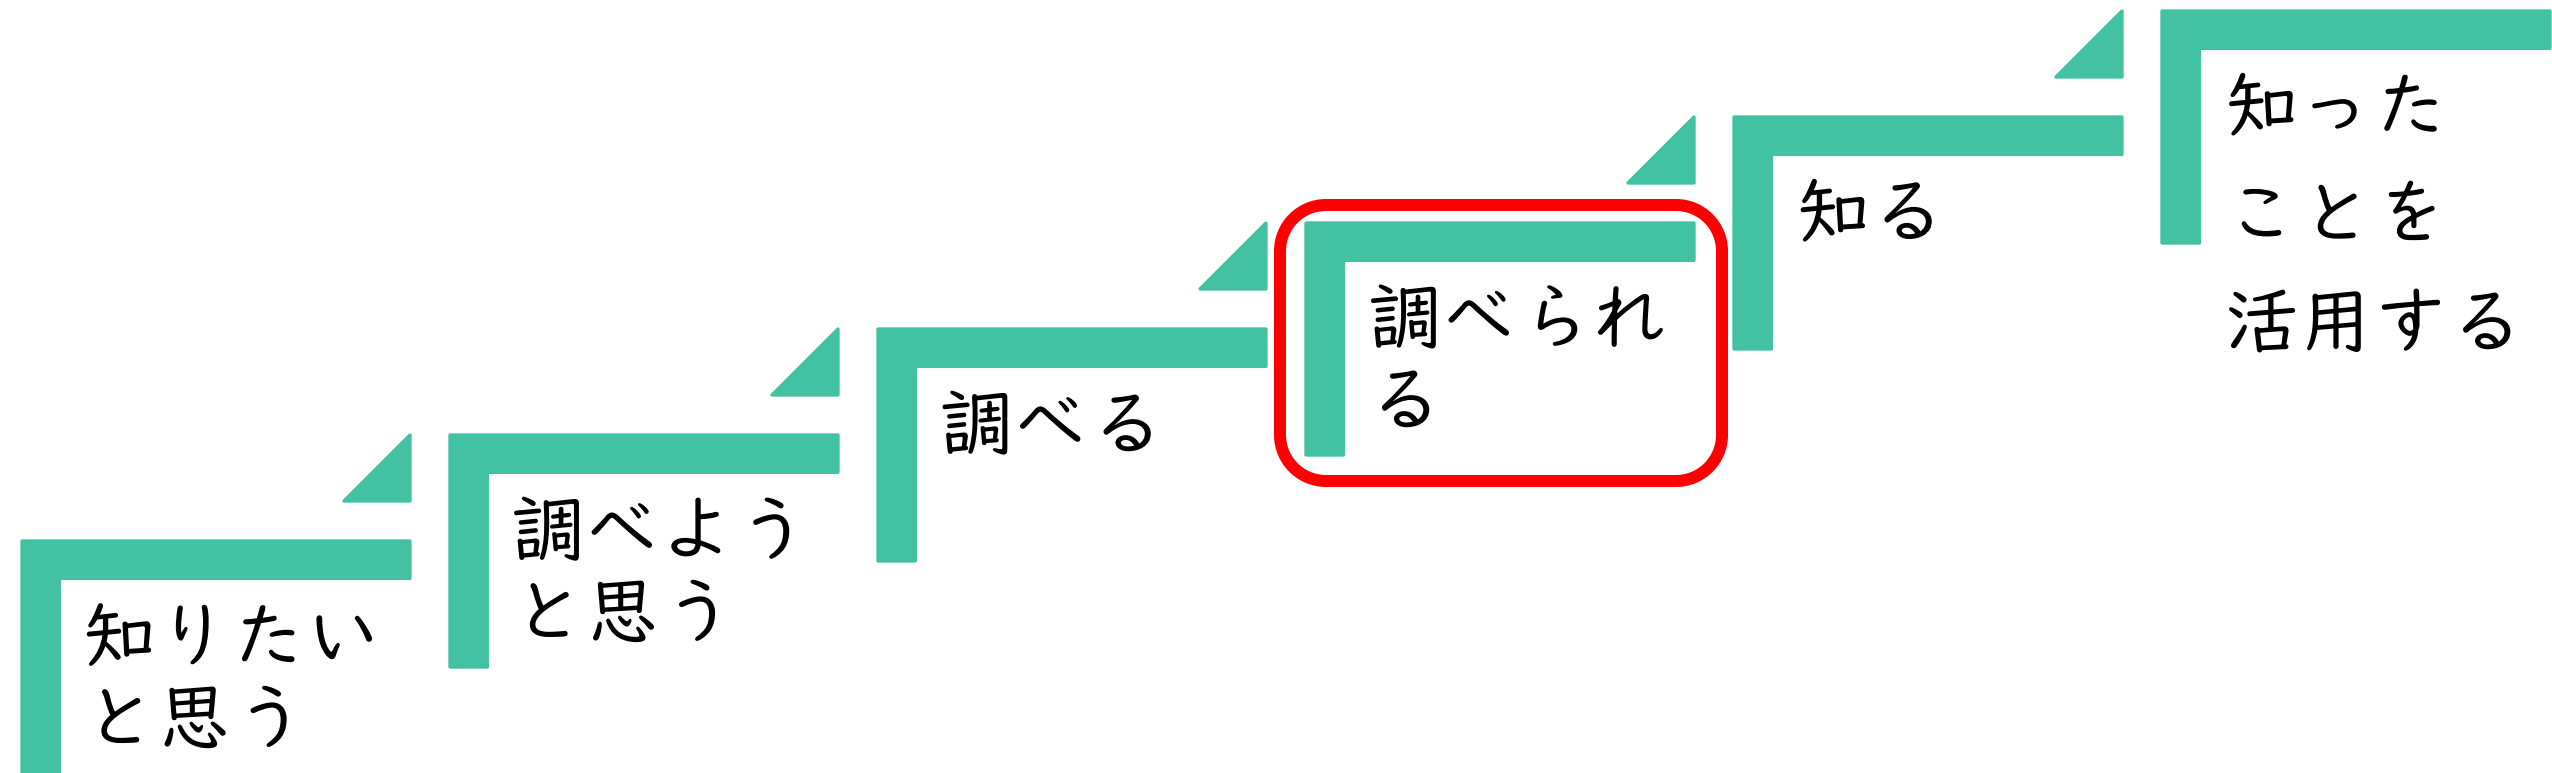 知りたい
と思う
調べよう
と思う
調べる
調べられ
る
知る
知った
ことを
活用する